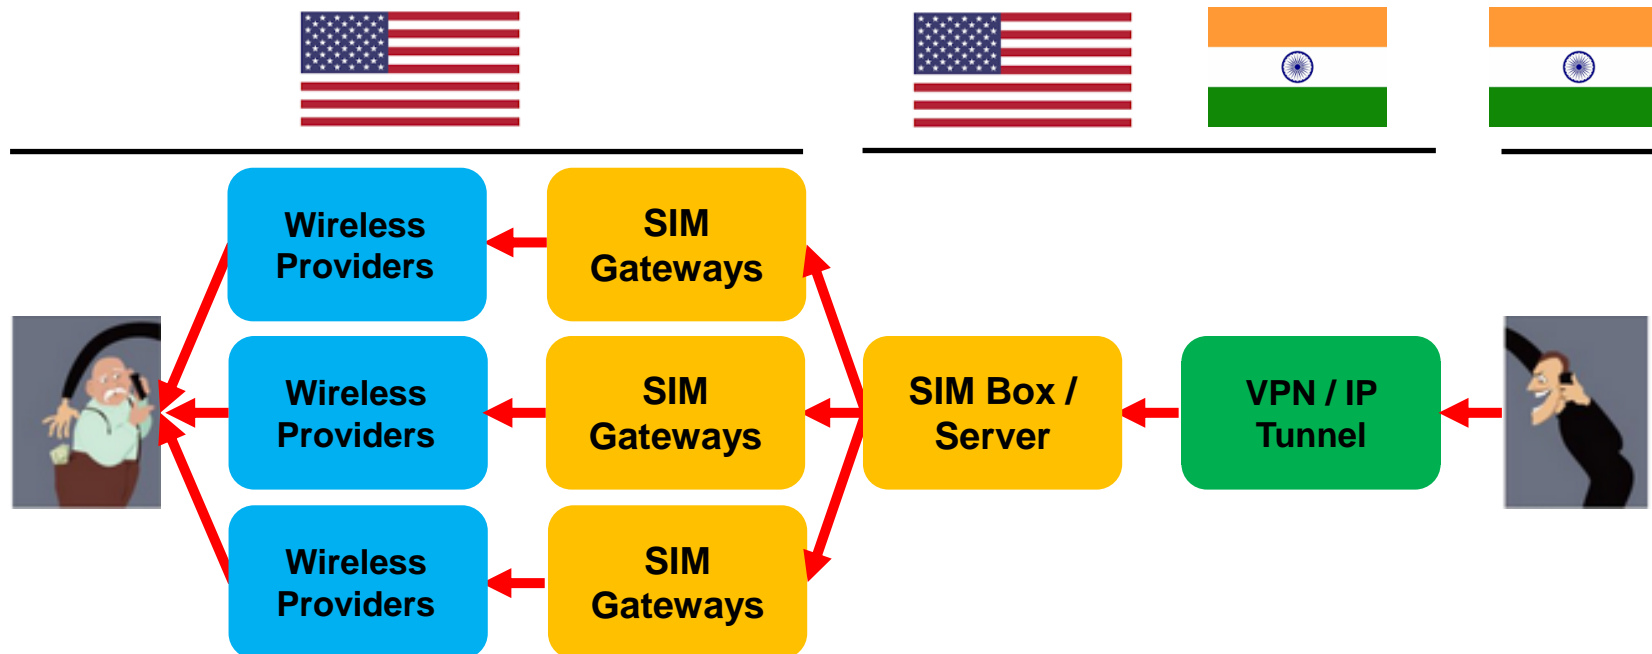 Wireless
Providers
SIM
Gateways
Wireless
Providers
SIM
Gateways
SIM Box /
Server
VPN / IP
Tunnel
Wireless
Providers
SIM
Gateways